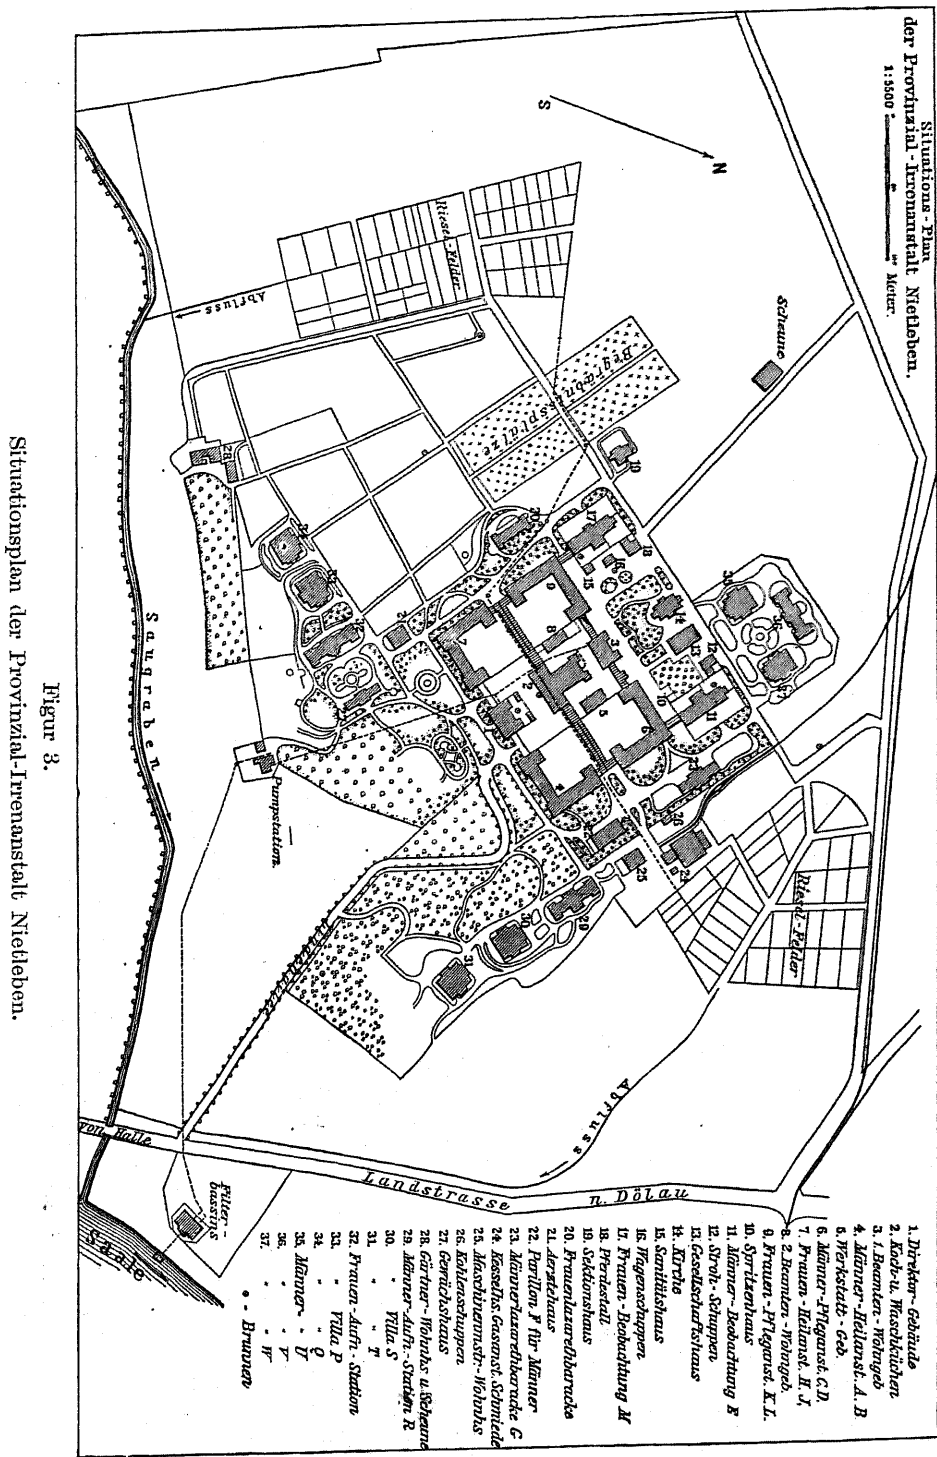 Situations-Plan
der Provinzial-Irrenanstalt Nietleben.
1:5500
Meter.
S
N
Scheune
Riesel-Felder
Abfluss
Begräbnissplätze
Riesel-Felder
Abfluss
Pumpstation
Saugraben
von Halle
Landstrasse
n. Dölau
Filter-
bassins
Saale
1. Direktor-Gebäude
2. Koch-u. Waschküchen
3. 1. Beamten-Wohngeb
4. Männer-Heilanst. A. B
5. Werkstatt-Geb
6. Männer-Pfleganst. C.D.
7. Frauen-Heilanst. H. J,
8. 2. Beamten-Wohngeb.
9. Frauen-Pfleganst. K.L.
10. Spritzenhaus
11. Männer-Beobachtung E
12. Stroh-Schuppen
13. Gesellschaftshaus
14. Kirche
15. Sanitätshaus
16. Wagenschuppen
17. Frauen-Beobachtung M
18. Pferdestall
19. Sektionshaus
20. Frauenlazarethbaracke
21. Aerztehaus
22. Pavillon F für Männer
23. Männerlazarethbaracke G
24. Kesselhs. Gasanst. Schmiede
25. Maschinenmstr-Wohnhs
26. Kohlenschuppen
27. Gewächshaus
28. Gärtner-Wohnhs u. Scheune
29. Männer-Aufn-Station R
30. " Villa S
31. " " T
32. Frauen-Aufn-Station
33. " Villa P
34. " " Q
35. Männer- " U
36. " " V
37. " " W
• - Brunnen
Figur 3.
Situationsplan der Provinzial-Irrenanstalt Nietleben.